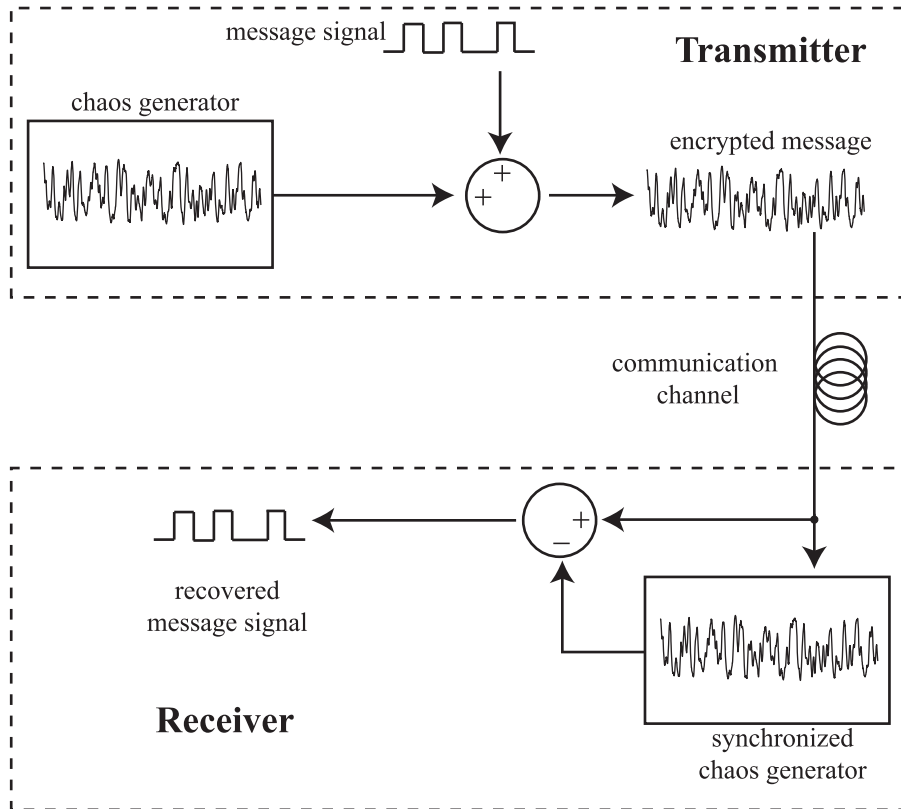 message signal
Transmitter
chaos generator
encrypted message
+
+
communication
channel
+
–
recovered
message signal
Receiver
synchronized
chaos generator